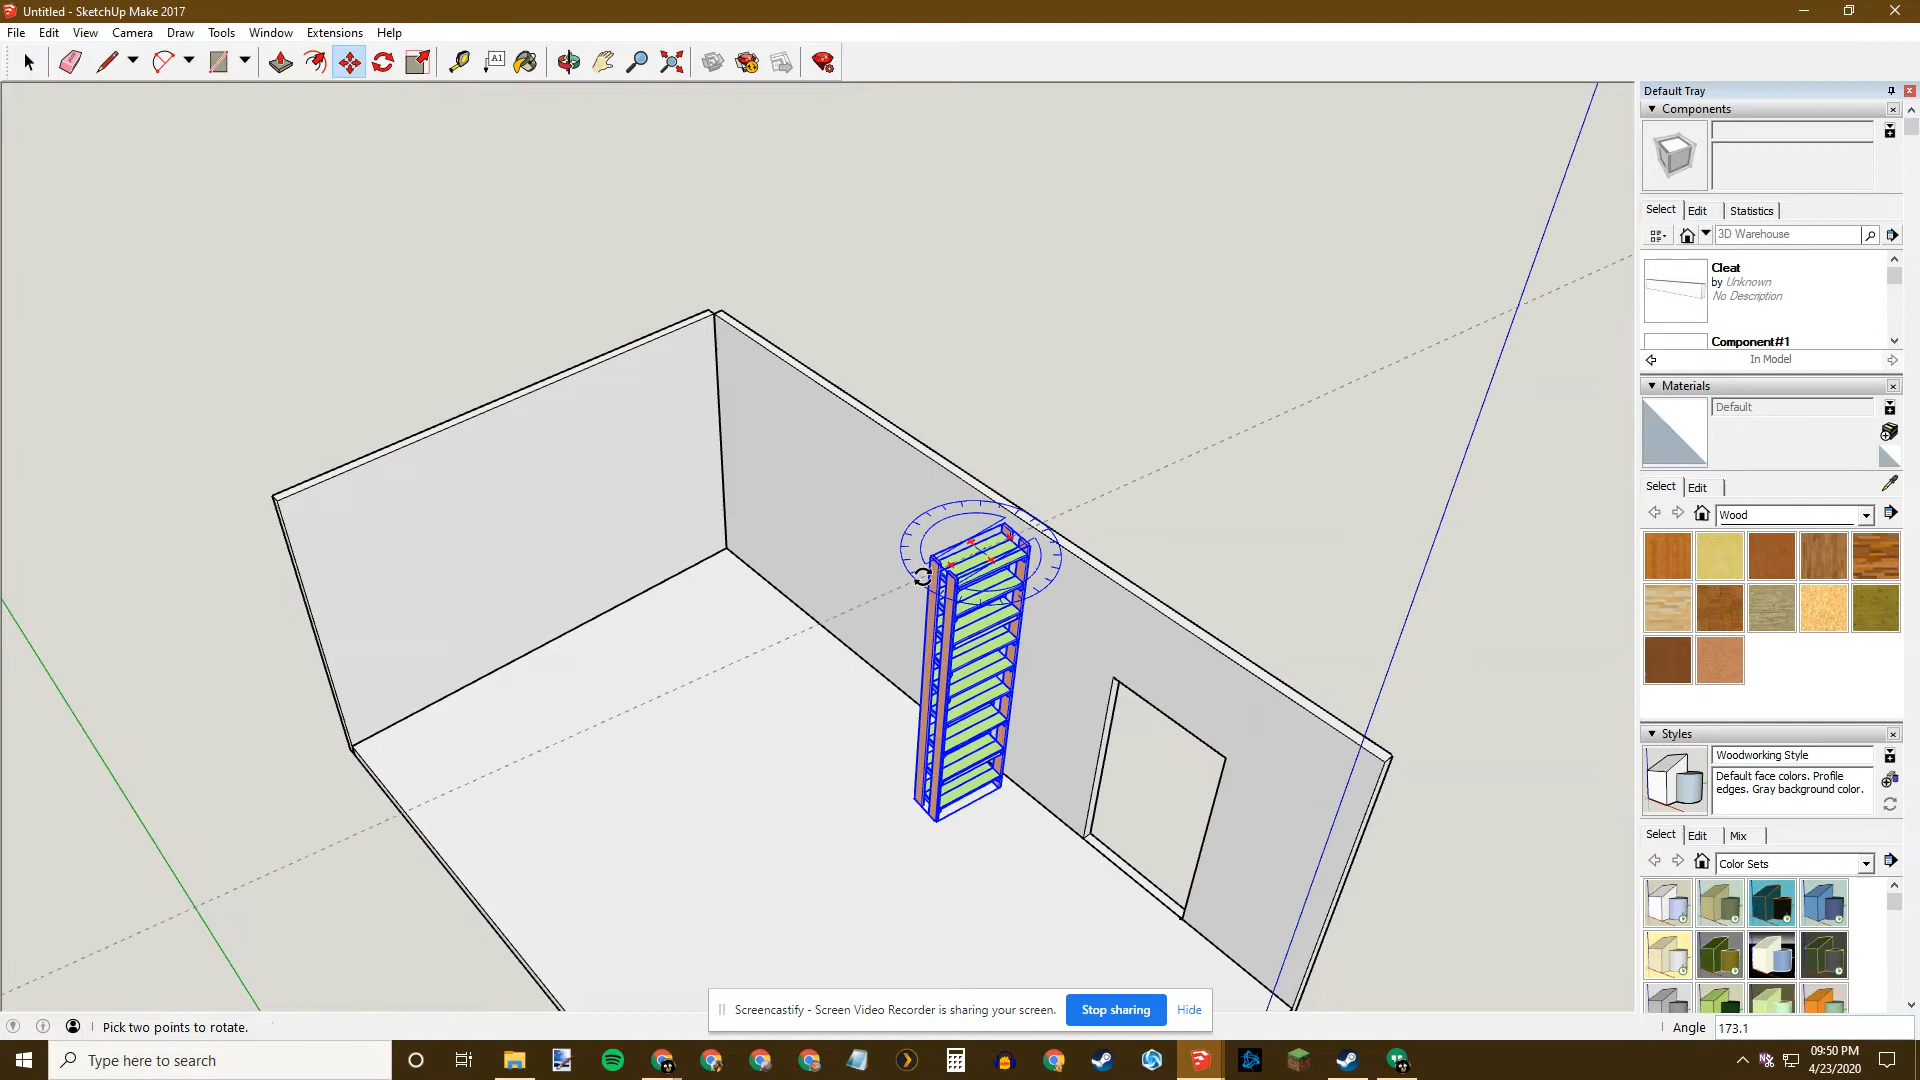 Untitled - SketchUp Make 2017
File Edit View Camera Draw Tools Window Extensions Help
A1
Default Tray
Components
Select Edit Statistics
3D Warehouse
Cleat
by Unknown
No Description
Component#1
In Model
Materials
Default
Select Edit
Wood
Styles
Woodworking Style
Default face colors. Profile
edges. Gray background color.
Select Edit Mix
Color Sets
Screencastify - Screen Video Recorder is sharing your screen. Stop sharing Hide
Pick two points to rotate.
Angle 173.1
Type here to search
09:50 PM
4/23/2020